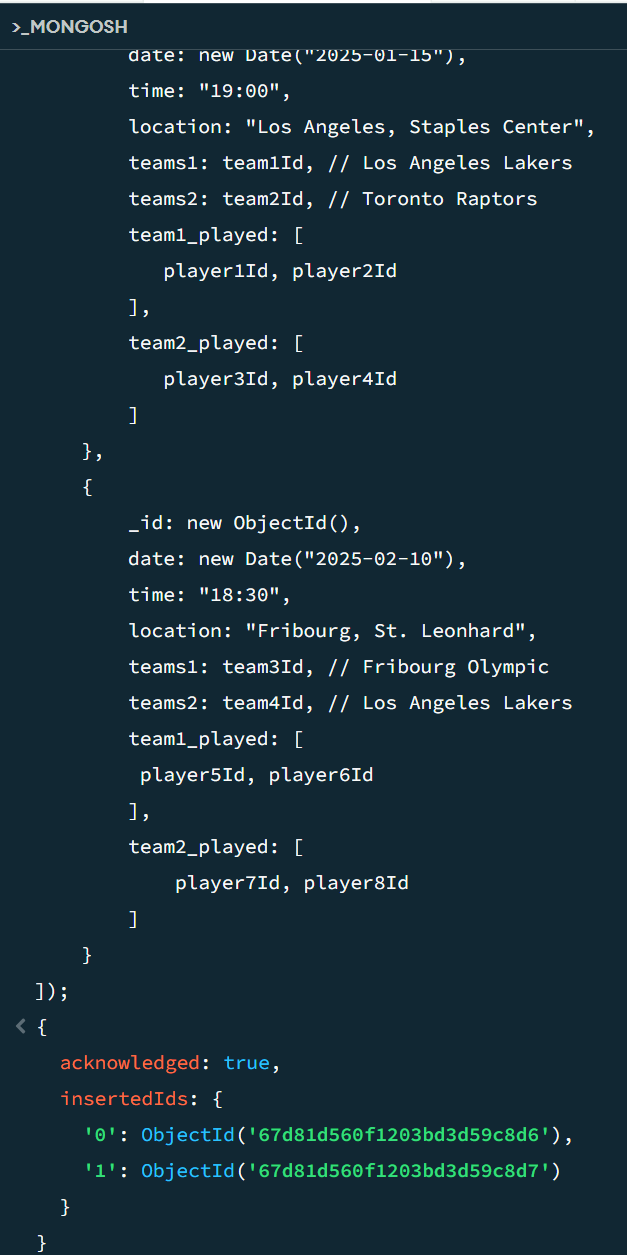 >_MONGOSH
date: new Date("2025-01-15"),
time: "19:00",
location: "Los Angeles, Staples Center",
teams1: team1Id, // Los Angeles Lakers
teams2: team2Id, // Toronto Raptors
team1_played: [
player1Id, player2Id
],
team2_played: [
player3Id, player4Id
]
},
{
_id: new ObjectId(),
date: new Date("2025-02-10"),
time: "18:30",
location: "Fribourg, St. Leonhard",
teams1: team3Id, // Fribourg Olympic
teams2: team4Id, // Los Angeles Lakers
team1_played: [
player5Id, player6Id
],
team2_played: [
player7Id, player8Id
]
}
]);
< {
acknowledged: true,
insertedIds: {
'0': ObjectId('67d81d560f1203bd3d59c8d6'),
'1': ObjectId('67d81d560f1203bd3d59c8d7')
}
}